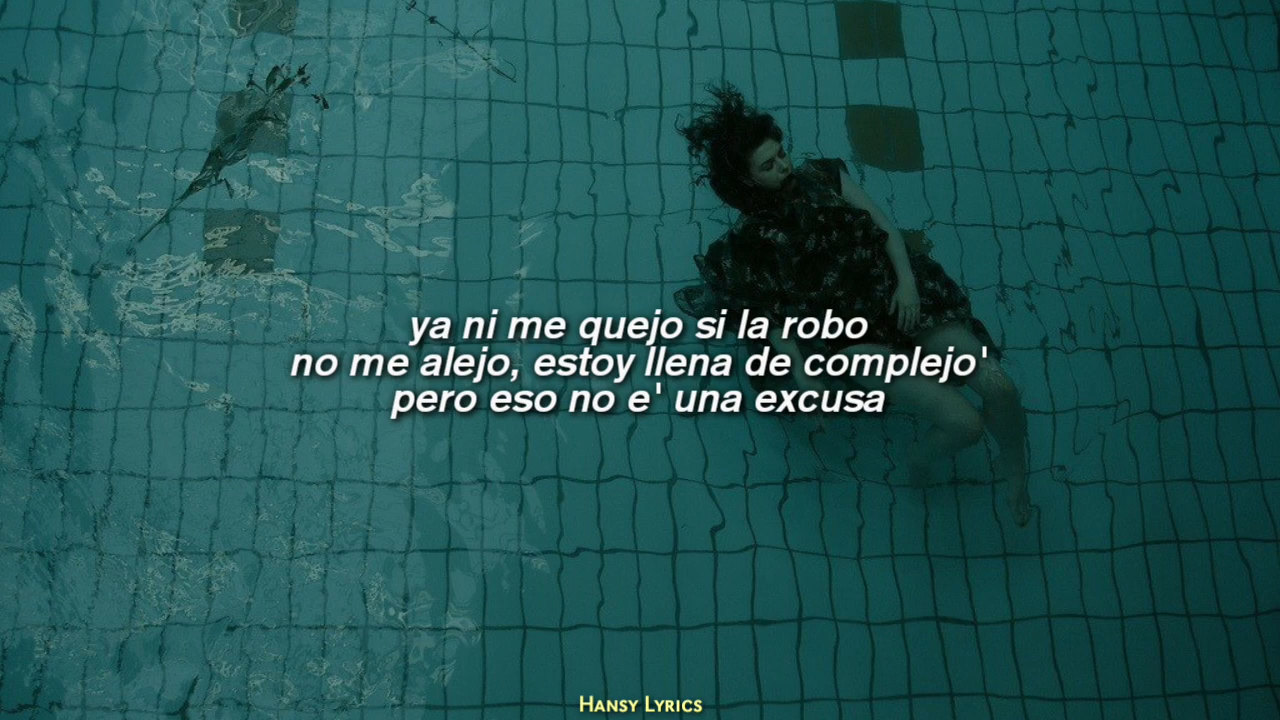 ya ni me quejo si la robo
no me alejo, estoy llena de complejo'
pero eso no e' una excusa
Hansy Lyrics